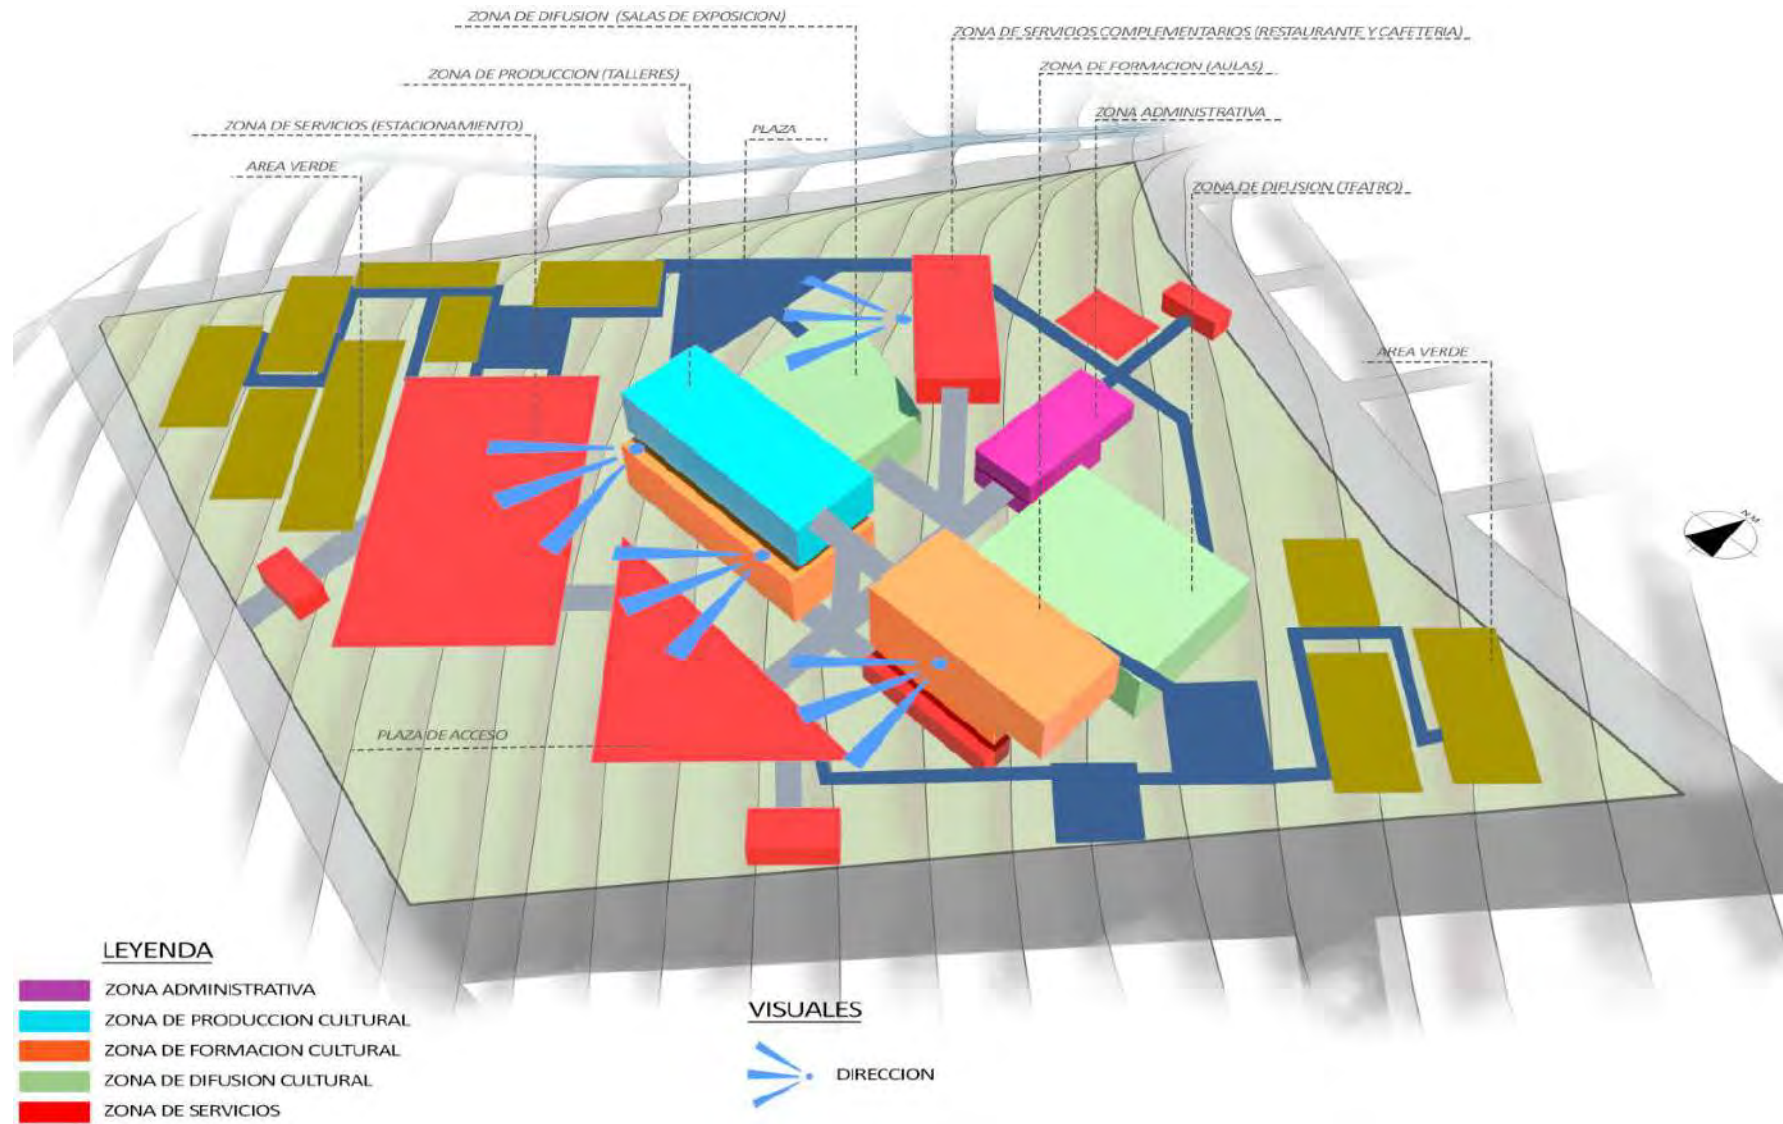 ZONA DE DIFUSION (SALAS DE EXPOSICION)
ZONA DE SERVICIOS COMPLEMENTARIOS (RESTAURANTE Y CAFETERIA)
ZONA DE PRODUCCION (TALLERES)
ZONA DE FORMACION (AULAS)
ZONA DE SERVICIOS (ESTACIONAMIENTO)
PLAZA
ZONA ADMINISTRATIVA
AREA VERDE
ZONA DE DIFUSION (TEATRO)
AREA VERDE
N M
PLAZA DE ACCESO
LEYENDA
ZONA ADMINISTRATIVA
ZONA DE PRODUCCION CULTURAL
ZONA DE FORMACION CULTURAL
ZONA DE DIFUSION CULTURAL
ZONA DE SERVICIOS
VISUALES
DIRECCION